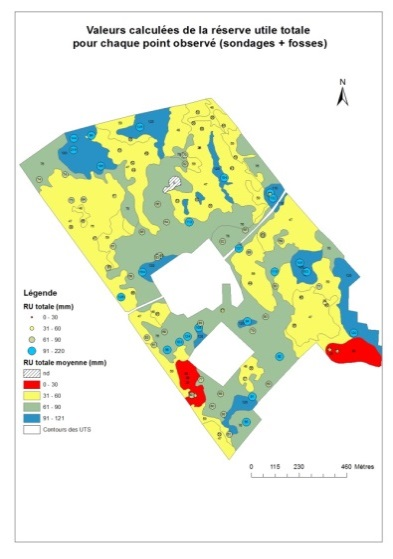 Valeurs calculées de la réserve utile totale
pour chaque point observé (sondages + fosses)
N
Légende
RU totale (mm)
0 - 30
31 - 60
61 - 90
91 - 220
RU totale moyenne (mm)
nd
0 - 30
31 - 60
61 - 90
91 - 121
Contours des UTS
0 115 230 460 Mètres